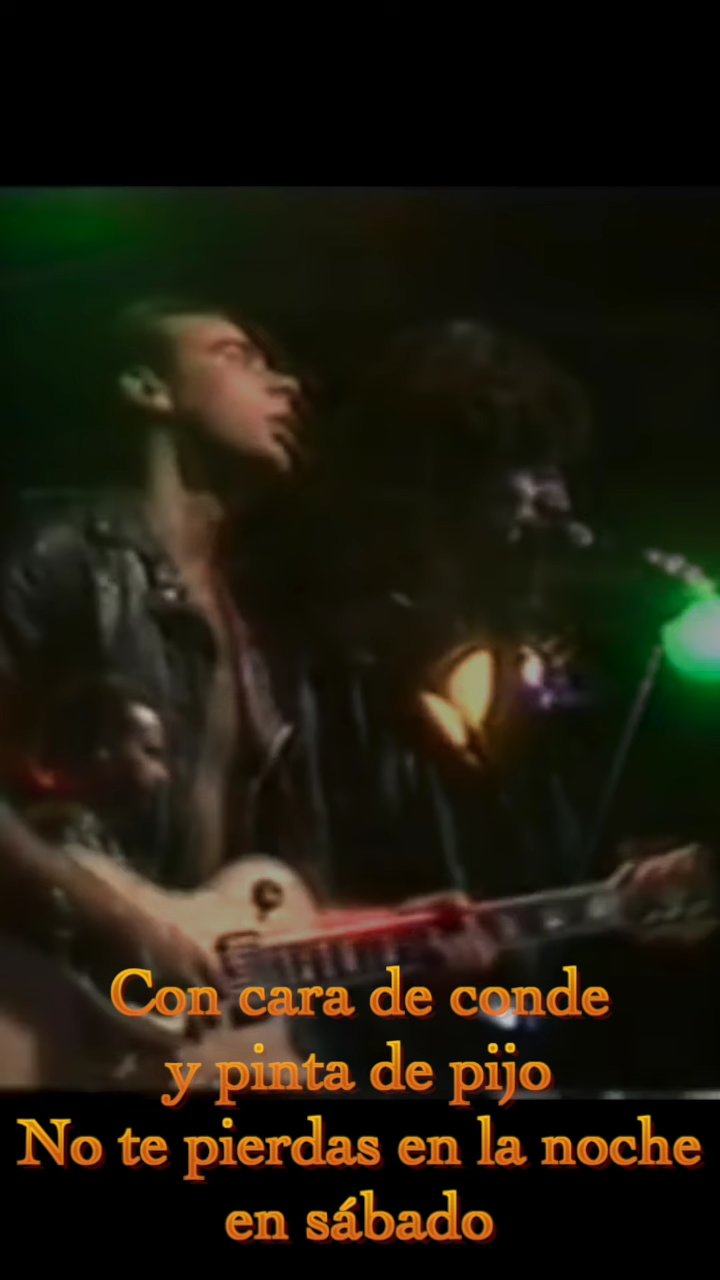 Con cara de conde
y pinta de pijo
No te pierdas en la noche
en sábado